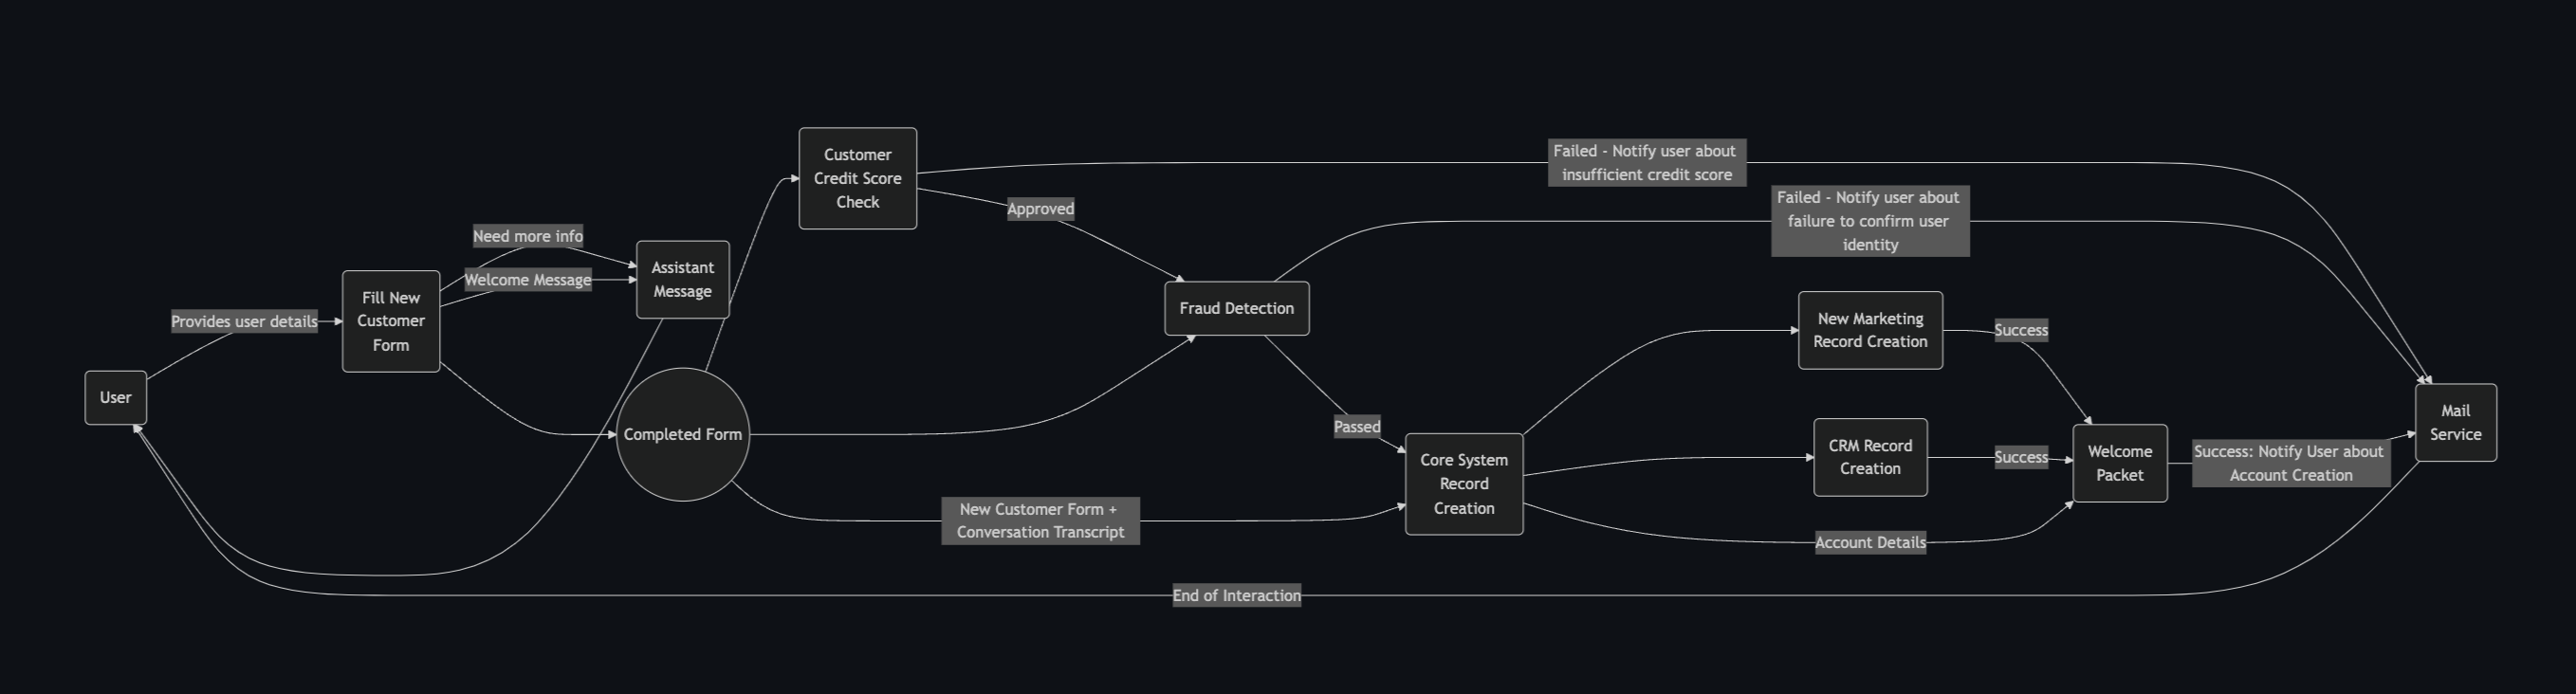 User
Provides user details
Fill New
Customer
Form
Need more info
Welcome Message
Assistant
Message
Completed Form
Customer
Credit Score
Check
Approved
New Customer Form +
Conversation Transcript
Fraud Detection
Passed
End of Interaction
Core System
Record
Creation
Failed - Notify user about
insufficient credit score
Failed - Notify user about
failure to confirm user
identity
New Marketing
Record Creation
CRM Record
Creation
Account Details
Success
Success
Welcome
Packet
Success: Notify User about
Account Creation
Mail
Service